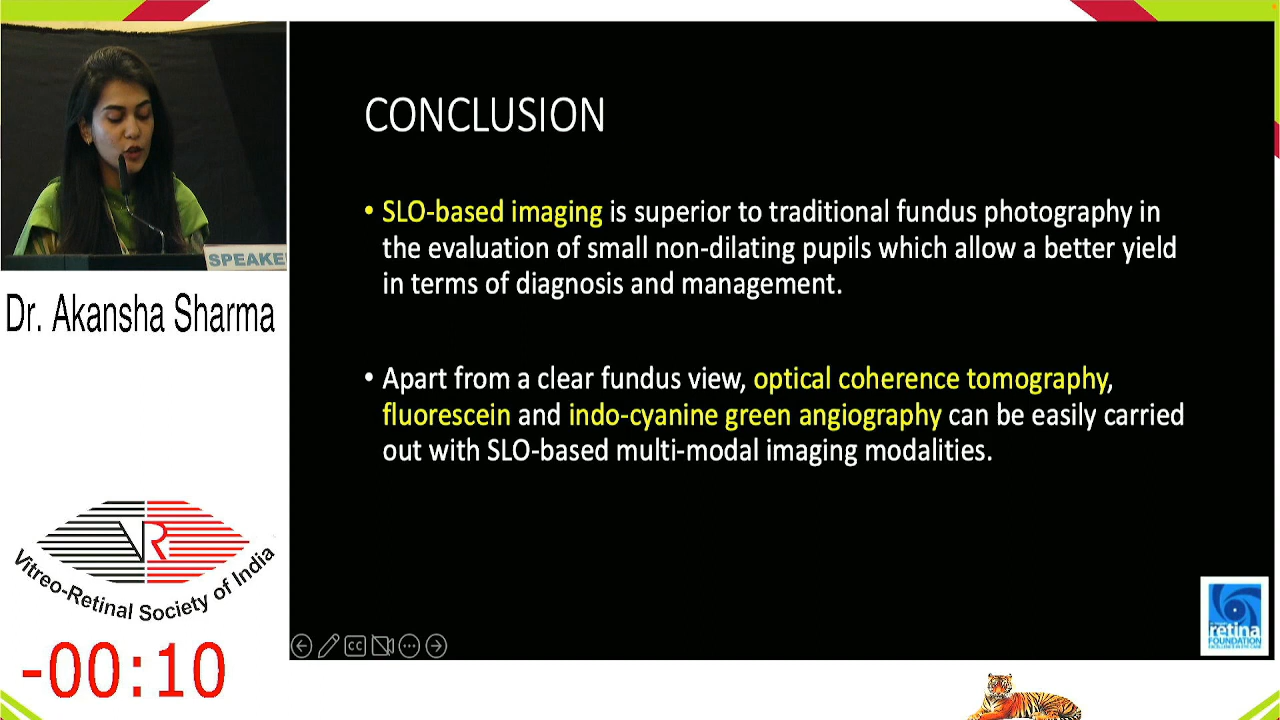 CONCLUSION
• SLO-based imaging is superior to traditional fundus photography in
the evaluation of small non-dilating pupils which allow a better yield
in terms of diagnosis and management.
• Apart from a clear fundus view, optical coherence tomography,
fluorescein and indo-cyanine green angiography can be easily carried
out with SLO-based multi-modal imaging modalities.
SPEAKE
Dr. Akansha Sharma
VR
Vitreo-Retinal Society of India
-00:10
CC
retina
FOUNDATION